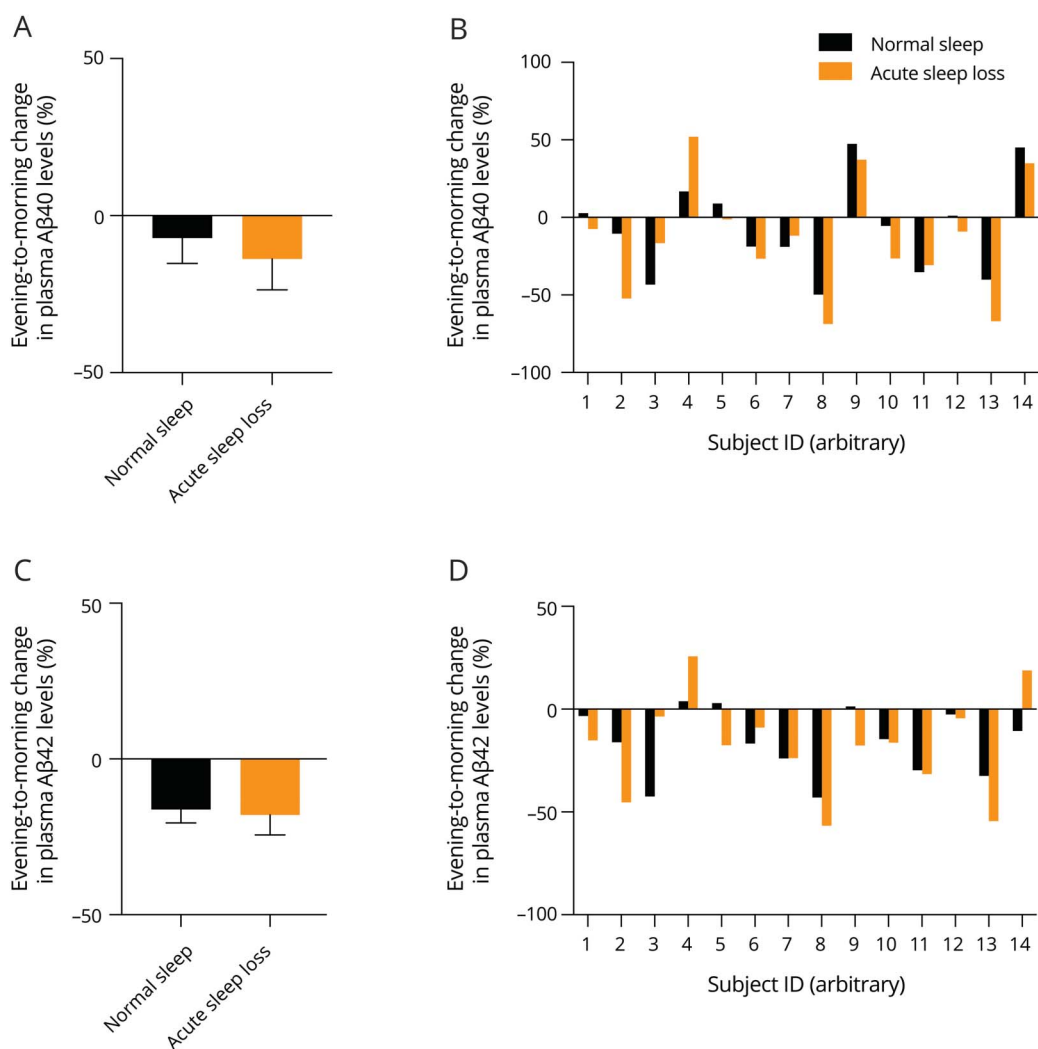 A
Evening-to-morning change
in plasma Aβ40 levels (%)
50
0
–50
Normal sleep
Acute sleep loss
B
Normal sleep
Acute sleep loss
Evening-to-morning change
in plasma Aβ40 levels (%)
100
50
0
–50
–100
1 2 3 4 5 6 7 8 9 10 11 12 13 14
Subject ID (arbitrary)
C
Evening-to-morning change
in plasma Aβ42 levels (%)
50
0
–50
Normal sleep
Acute sleep loss
D
Evening-to-morning change
in plasma Aβ42 levels (%)
50
0
–50
–100
1 2 3 4 5 6 7 8 9 10 11 12 13 14
Subject ID (arbitrary)